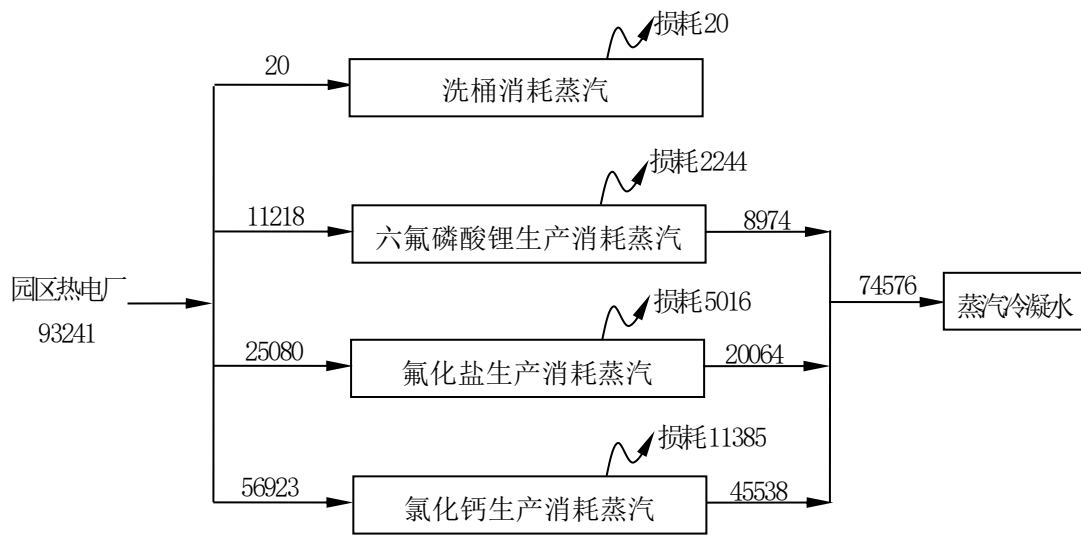 损耗20
20
洗桶消耗蒸汽
损耗2244
11218
六氟磷酸锂生产消耗蒸汽
8974
园区热电厂
93241
74576
蒸汽冷凝水
损耗5016
25080
氟化盐生产消耗蒸汽
20064
损耗11385
56923
氯化钙生产消耗蒸汽
45538